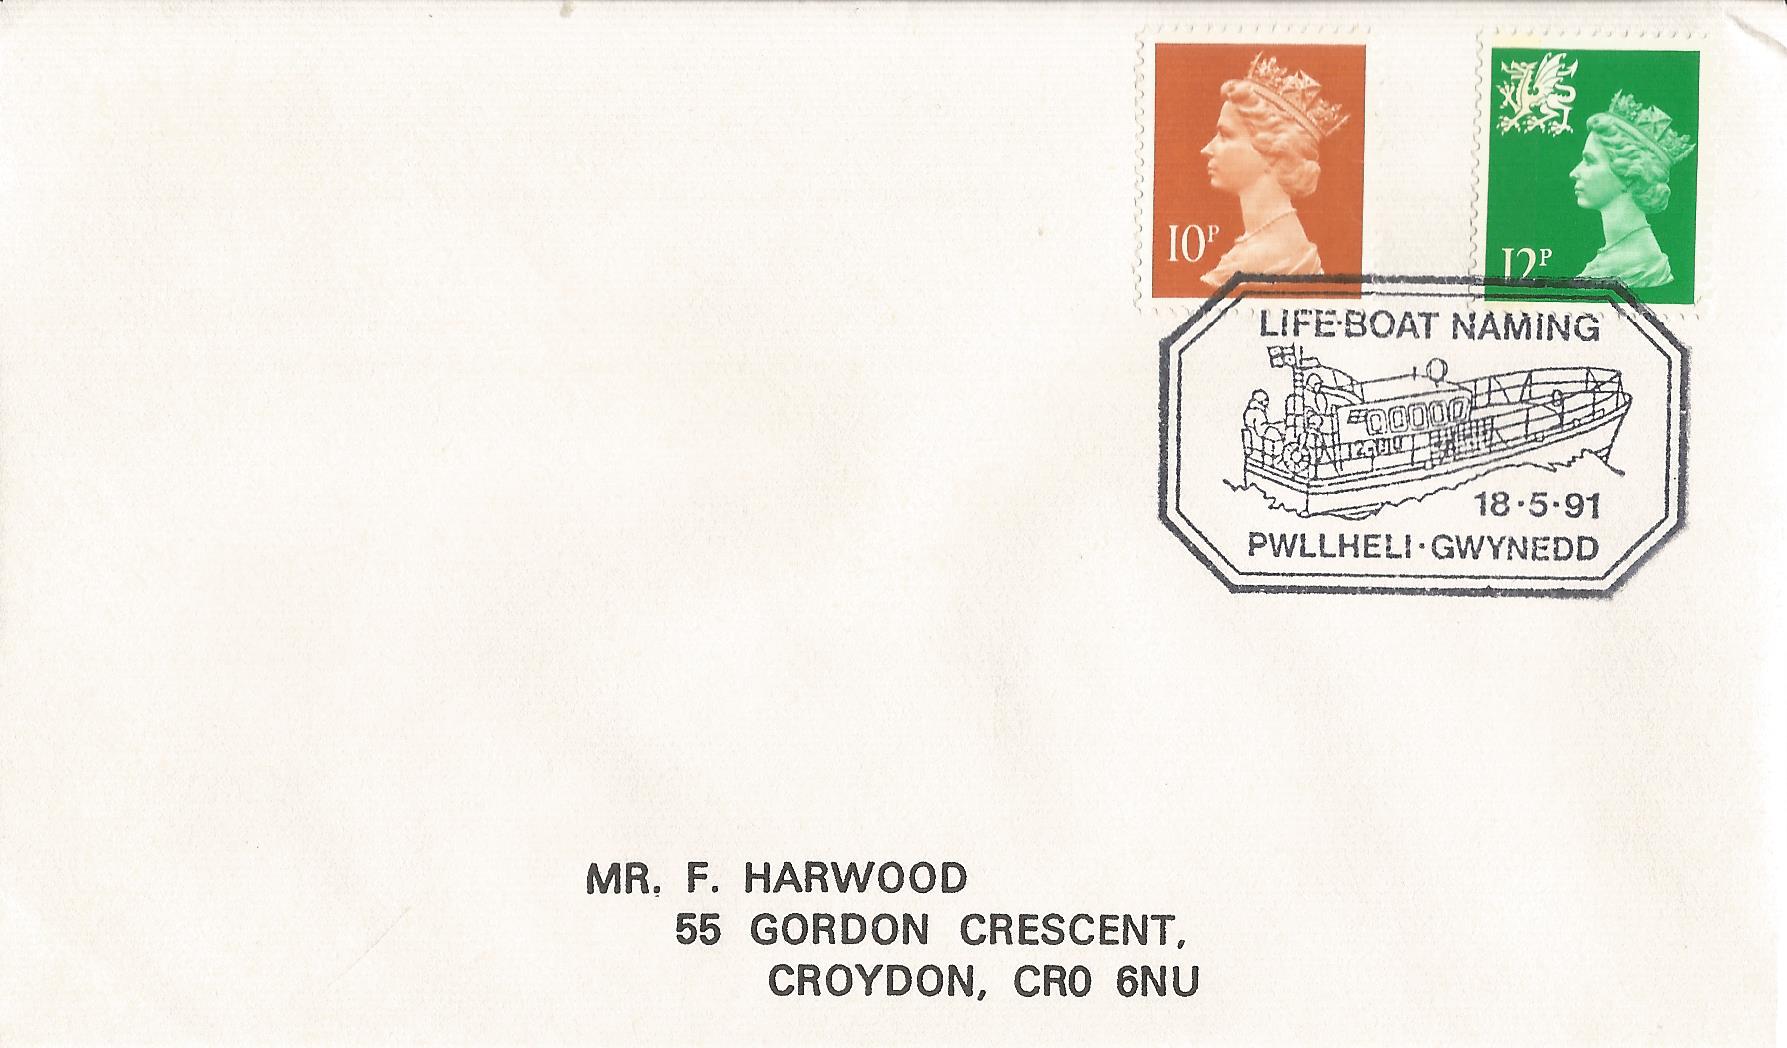 10P
12P
LIFE·BOAT NAMING
18·5·91
PWLLHELI·GWYNEDD
MR. F. HARWOOD
55 GORDON CRESCENT,
CROYDON, CR0 6NU